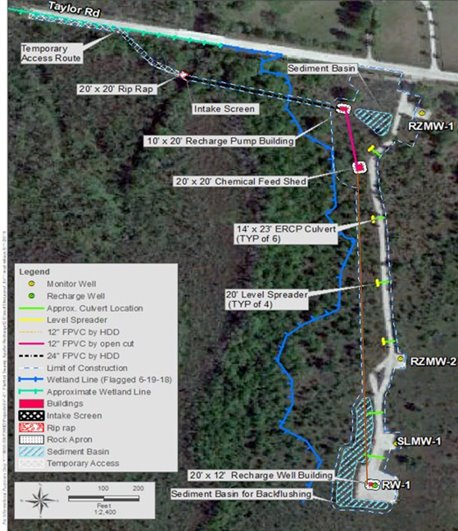 Taylor Rd
Temporary
Access Route
Sediment Basin
20' x 20' Rip Rap
Intake Screen
RZMW-1
10' x 20' Recharge Pump Building
20' x 20' Chemical Feed Shed
14' x 23' ERCP Culvert
(TYP of 6)
20' Level Spreader
(TYP of 4)
Legend
Monitor Well
Recharge Well
Approx. Culvert Location
Level Spreader
12" FPVC by HDD
12" FPVC by open cut
24" FPVC by HDD
Limit of Construction
Wetland Line (Flagged 6-19-18)
Approximate Wetland Line
Buildings
Intake Screen
Rip rap
Rock Apron
Sediment Basin
Temporary Access
RZMW-2
SLMW-1
20' x 12' Recharge Well Building
RW-1
Sediment Basin for Backflushing
0 100 200
Feet
1:2,400